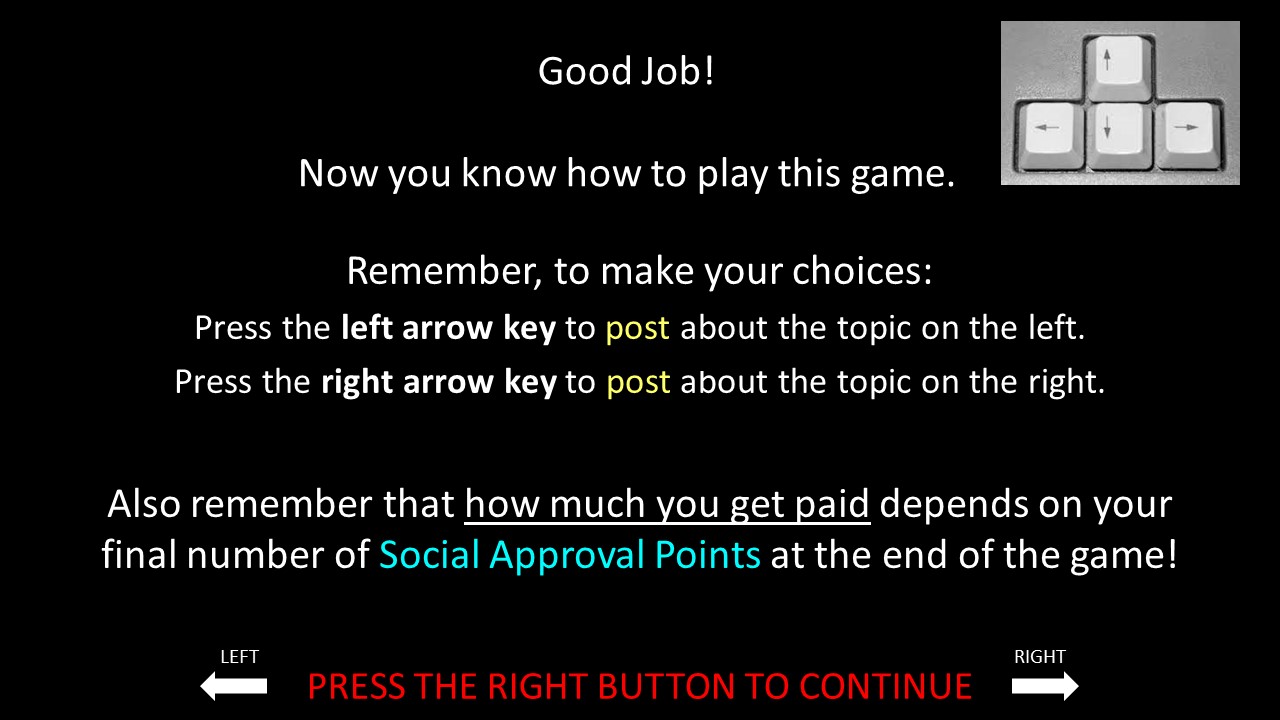 Good Job!
Now you know how to play this game.
Remember, to make your choices:
Press the left arrow key to post about the topic on the left.
Press the right arrow key to post about the topic on the right.
Also remember that how much you get paid depends on your
final number of Social Approval Points at the end of the game!
LEFT
RIGHT
PRESS THE RIGHT BUTTON TO CONTINUE